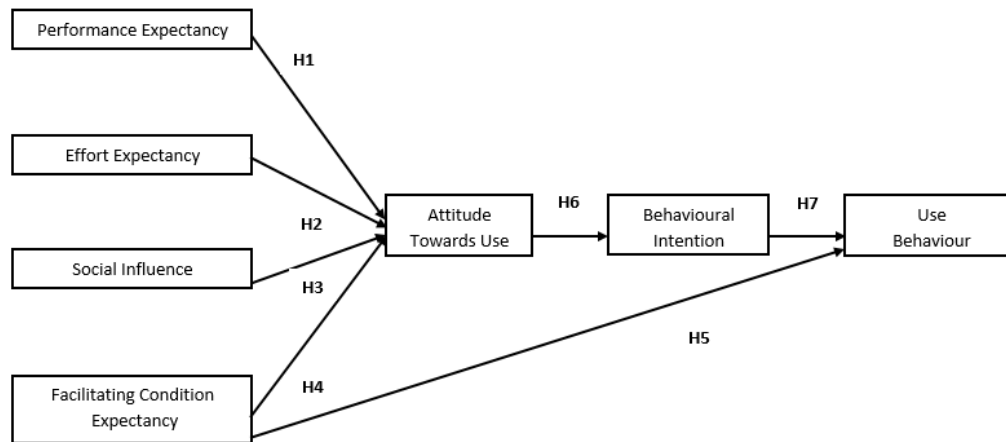 Performance Expectancy
H1
Effort Expectancy
H2
Attitude
Towards Use
H6
Behavioural
Intention
H7
Use
Behaviour
Social Influence
H3
H5
Facilitating Condition
Expectancy
H4